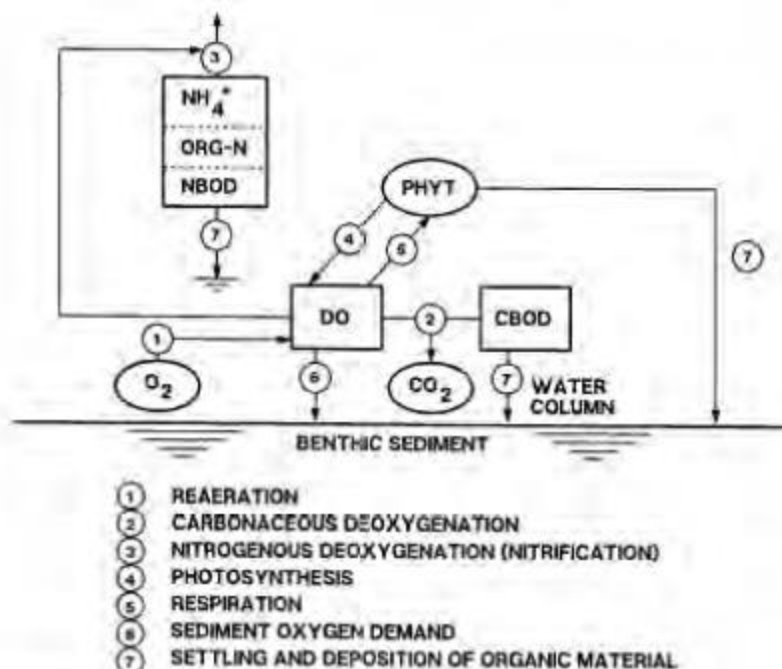 3
NH4+
ORG-N
NBOD
7
PHYT
4
5
7
DO
2
CBOD
1
O2
6
CO2
7
WATER
COLUMN
BENTHIC SEDIMENT
1 REAERATION
2 CARBONACEOUS DEOXYGENATION
3 NITROGENOUS DEOXYGENATION (NITRIFICATION)
4 PHOTOSYNTHESIS
5 RESPIRATION
6 SEDIMENT OXYGEN DEMAND
7 SETTLING AND DEPOSITION OF ORGANIC MATERIAL